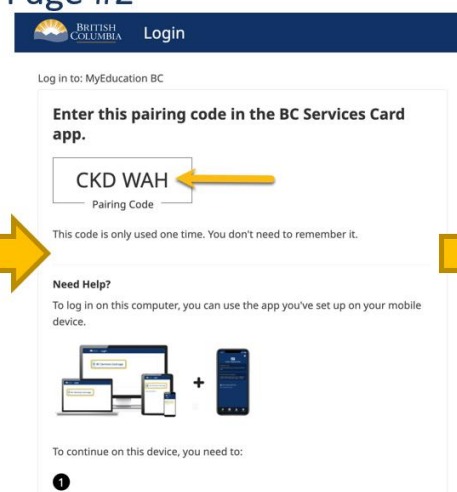 Page #2
BRITISH
COLUMBIA
Login
Log in to: MyEducation BC
Enter this pairing code in the BC Services Card
app.
CKD WAH
Pairing Code
This code is only used one time. You don't need to remember it.
Need Help?
To log in on this computer, you can use the app you've set up on your mobile
device.
+
To continue on this device, you need to:
1